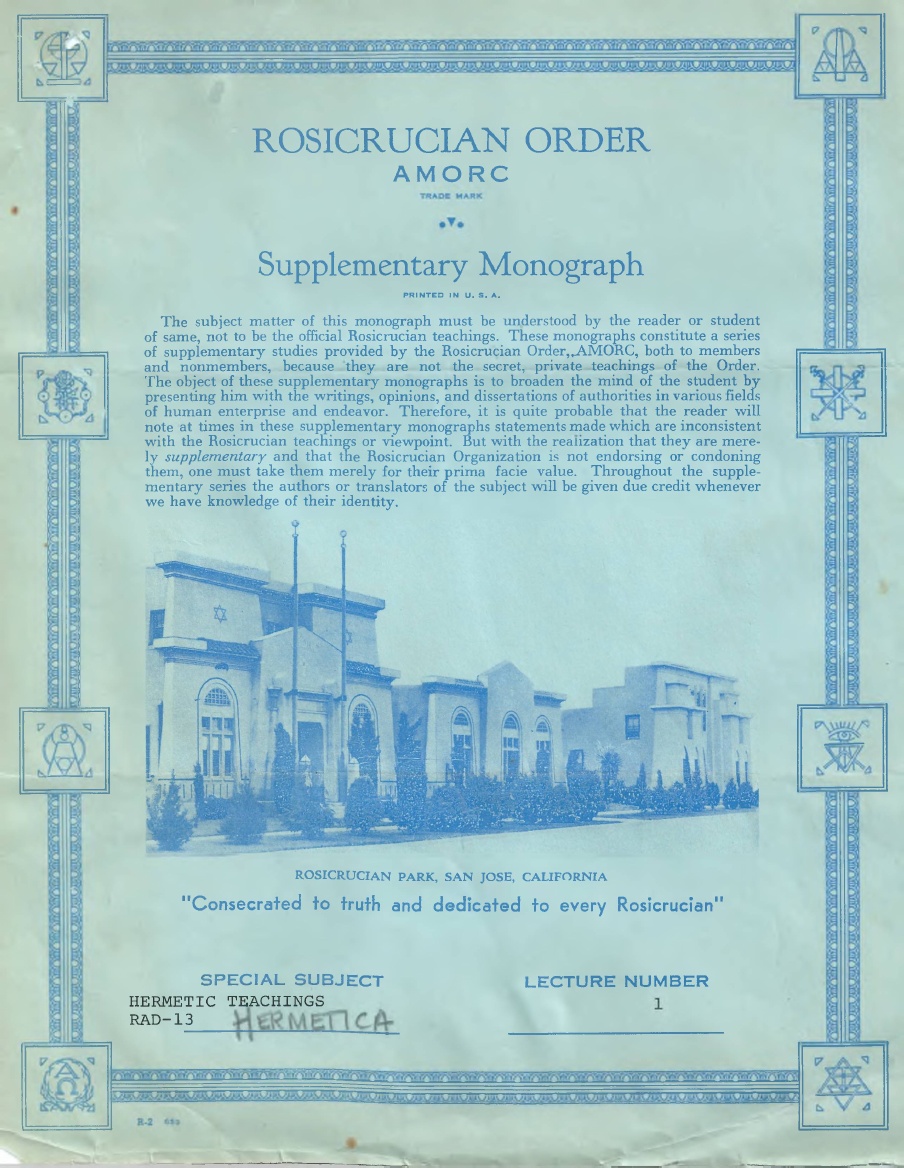 ROSICRUCIAN ORDER
AMORC
TRADE MARK
Supplementary Monograph
PRINTED IN U. S. A.
The subject matter of this monograph must be understood by the reader or student
of same, not to be the official Rosicrucian teachings. These monographs constitute a series
of supplementary studies provided by the Rosicrucian Order, AMORC, both to members
and nonmembers, because they are not the secret, private teachings of the Order.
The object of these supplementary monographs is to broaden the mind of the student by
presenting him with the writings, opinions, and dissertations of authorities in various fields
of human enterprise and endeavor. Therefore, it is quite probable that the reader will
note at times in these supplementary monographs statements made which are inconsistent
with the Rosicrucian teachings or viewpoint. But with the realization that they are mere-
ly supplementary and that the Rosicrucian Organization is not endorsing or condoning
them, one must take them merely for their prima facie value. Throughout the supple-
mentary series the authors or translators of the subject will be given due credit whenever
we have knowledge of their identity.
ROSICRUCIAN PARK, SAN JOSE, CALIFORNIA
"Consecrated to truth and dedicated to every Rosicrucian"
SPECIAL SUBJECT
HERMETIC TEACHINGS
RAD-13 HERMETICA
LECTURE NUMBER
1
Α
Ω
R-2